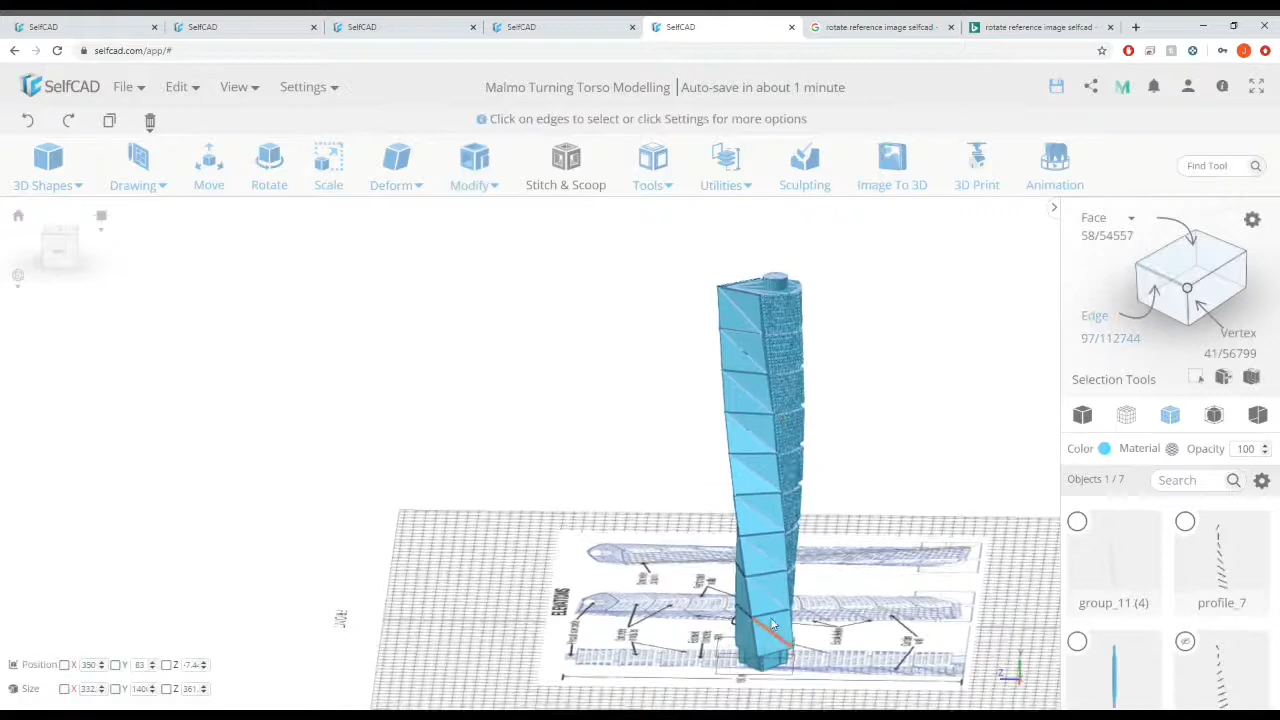 SelfCAD
SelfCAD
SelfCAD
SelfCAD
SelfCAD
rotate reference image selfcad -
rotate reference image selfcad -
selfcad.com/app/#
SelfCAD File Edit View Settings
Malmo Turning Torso Modelling Auto-save in about 1 minute
Click on edges to select or click Settings for more options
3D Shapes Drawing Move Rotate Scale Deform Modify Stitch & Scoop Tools Utilities Sculpting Image To 3D 3D Print Animation
Find Tool
Face
58/54557
Edge
97/112744
Vertex
41/56799
Selection Tools
Color Material Opacity 100
Objects 1 / 7 Search
profile_7
Position X 350
Size